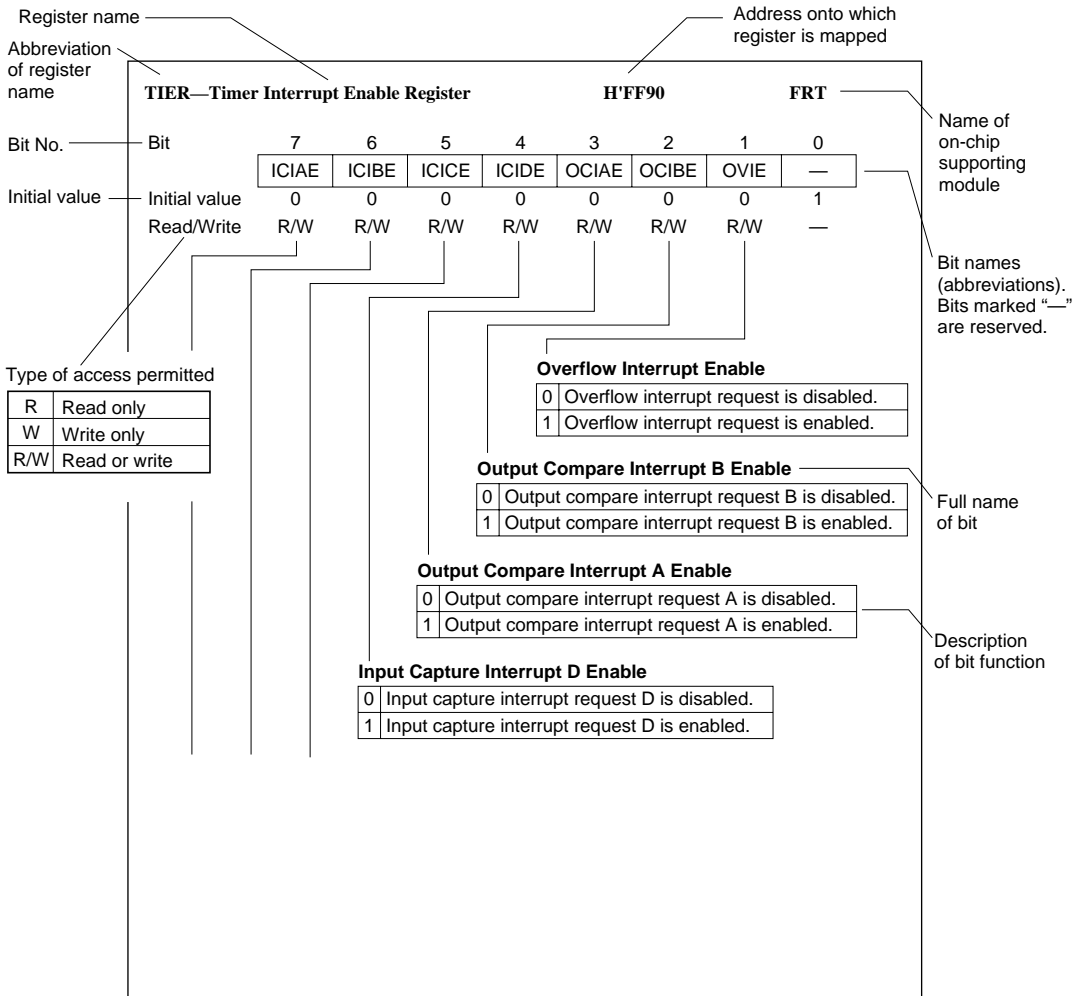 Register name
Address onto which
register is mapped
Abbreviation
of register
name
TIER—Timer Interrupt Enable Register H'FF90 FRT
Name of
on-chip
supporting
module
Bit No. Bit 7 6 5 4 3 2 1 0
ICIAE ICIBE ICICE ICIDE OCIAE OCIBE OVIE —
Initial value Initial value 0 0 0 0 0 0 0 1
Read/Write R/W R/W R/W R/W R/W R/W R/W —
Bit names
(abbreviations).
Bits marked “—”
are reserved.
Type of access permitted
R Read only
W Write only
R/W Read or write
Overflow Interrupt Enable
0 Overflow interrupt request is disabled.
1 Overflow interrupt request is enabled.
Output Compare Interrupt B Enable
0 Output compare interrupt request B is disabled.
1 Output compare interrupt request B is enabled.
Full name
of bit
Output Compare Interrupt A Enable
0 Output compare interrupt request A is disabled.
1 Output compare interrupt request A is enabled.
Description
of bit function
Input Capture Interrupt D Enable
0 Input capture interrupt request D is disabled.
1 Input capture interrupt request D is enabled.